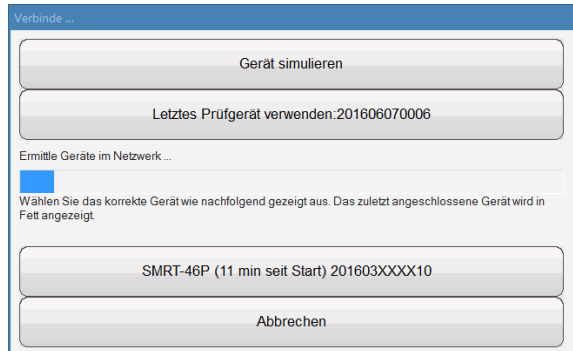 Verbinde ...
Gerät simulieren
Letztes Prüfgerät verwenden:201606070006
Ermittle Geräte im Netzwerk ...
Wählen Sie das korrekte Gerät wie nachfolgend gezeigt aus. Das zuletzt angeschlossene Gerät wird in
Fett angezeigt.
SMRT-46P (11 min seit Start) 201603XXXX10
Abbrechen